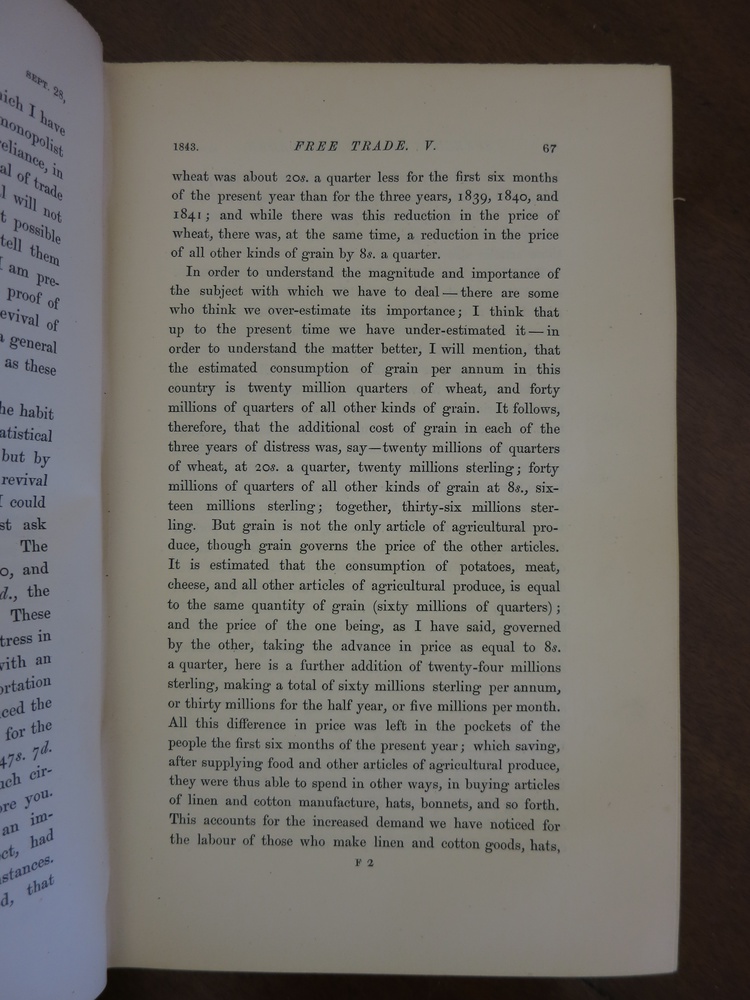 SEPT. 28,
ich I have
monopolist
reliance, in
al of trade
I will not
t possible
tell them
I am pre-
proof of
evival of
a general
as these
he habit
atistical
but by
revival
I could
st ask
The
o, and
d., the
These
tress in
with an
ortation
ced the
for the
47s. 7d.
uch cir-
ore you.
an im-
ect, had
nstances.
d, that
1843. FREE TRADE. V. 67
wheat was about 20s. a quarter less for the first six months
of the present year than for the three years, 1839, 1840, and
1841; and while there was this reduction in the price of
wheat, there was, at the same time, a reduction in the price
of all other kinds of grain by 8s. a quarter.
In order to understand the magnitude and importance of
the subject with which we have to deal—there are some
who think we over-estimate its importance; I think that
up to the present time we have under-estimated it—in
order to understand the matter better, I will mention, that
the estimated consumption of grain per annum in this
country is twenty million quarters of wheat, and forty
millions of quarters of all other kinds of grain. It follows,
therefore, that the additional cost of grain in each of the
three years of distress was, say—twenty millions of quarters
of wheat, at 20s. a quarter, twenty millions sterling; forty
millions of quarters of all other kinds of grain at 8s., six-
teen millions sterling; together, thirty-six millions ster-
ling. But grain is not the only article of agricultural pro-
duce, though grain governs the price of the other articles.
It is estimated that the consumption of potatoes, meat,
cheese, and all other articles of agricultural produce, is equal
to the same quantity of grain (sixty millions of quarters);
and the price of the one being, as I have said, governed
by the other, taking the advance in price as equal to 8s.
a quarter, here is a further addition of twenty-four millions
sterling, making a total of sixty millions sterling per annum,
or thirty millions for the half year, or five millions per month.
All this difference in price was left in the pockets of the
people the first six months of the present year; which saving,
after supplying food and other articles of agricultural produce,
they were thus able to spend in other ways, in buying articles
of linen and cotton manufacture, hats, bonnets, and so forth.
This accounts for the increased demand we have noticed for
the labour of those who make linen and cotton goods, hats,
F 2